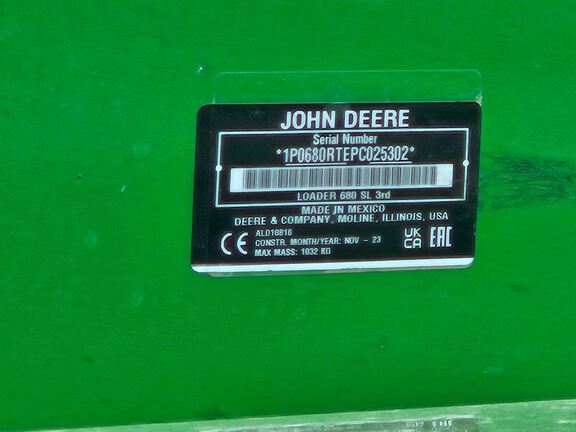 JOHN DEERE
Serial Number
*1P0680RTEPC025302*
LOADER 680 SL 3rd
MADE IN MEXICO
DEERE & COMPANY, MOLINE, ILLINOIS, USA
ALD10816
CONSTR. MONTH/YEAR: NOV - 23
MAX MASS: 1032 KG
CE
UK
CA
EAC